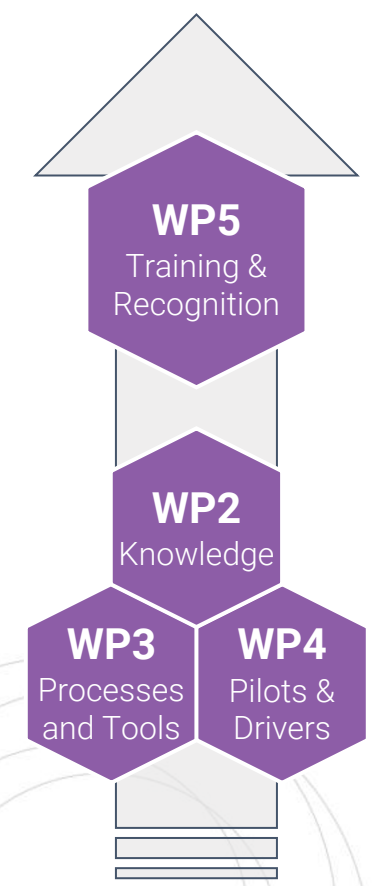 WP5
Training &
Recognition
WP2
Knowledge
WP3
Processes
and Tools
WP4
Pilots &
Drivers